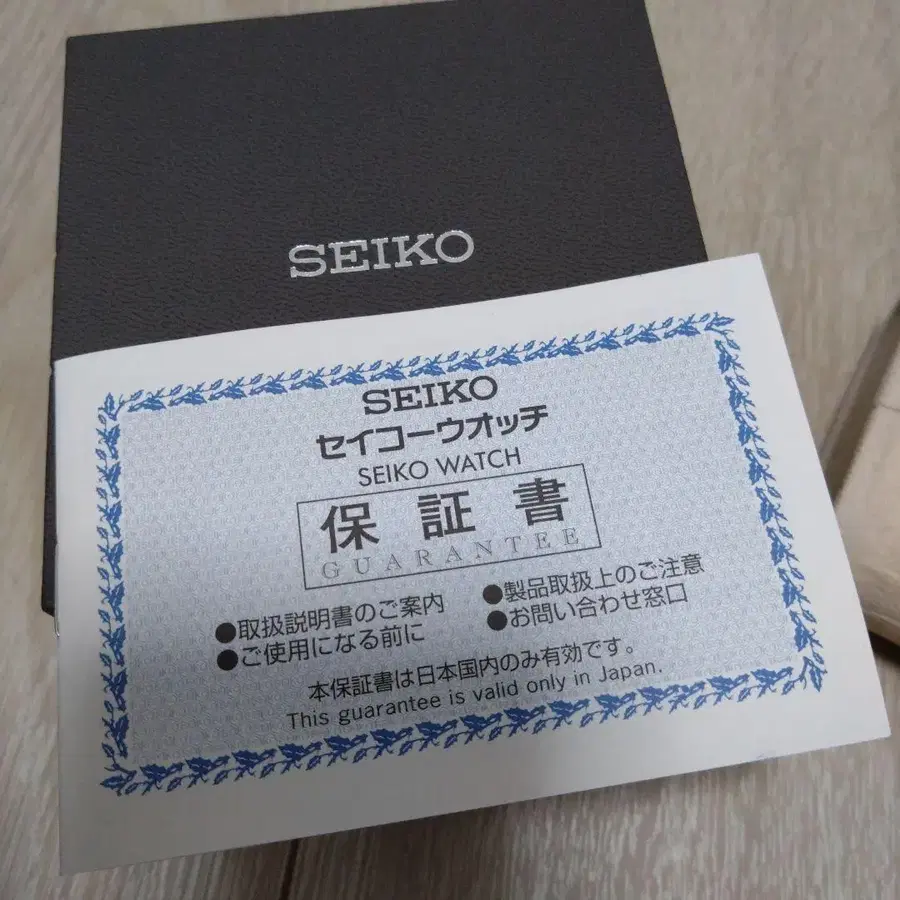 SEIKO
SEIKO
セイコーウオッチ
SEIKO WATCH
保証書
GUARANTEE
●取扱説明書のご案内 ●製品取扱上のご注意
●ご使用になる前に ●お問い合わせ窓口
本保証書は日本国内のみ有効です。
This guarantee is valid only in Japan.